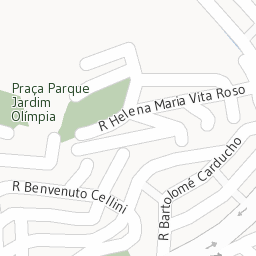 Praça Parque
Jardim
Olímpia
R Helena Maria Vita Roso
R Benvenuto Cellini
R Bartolomé Carducho